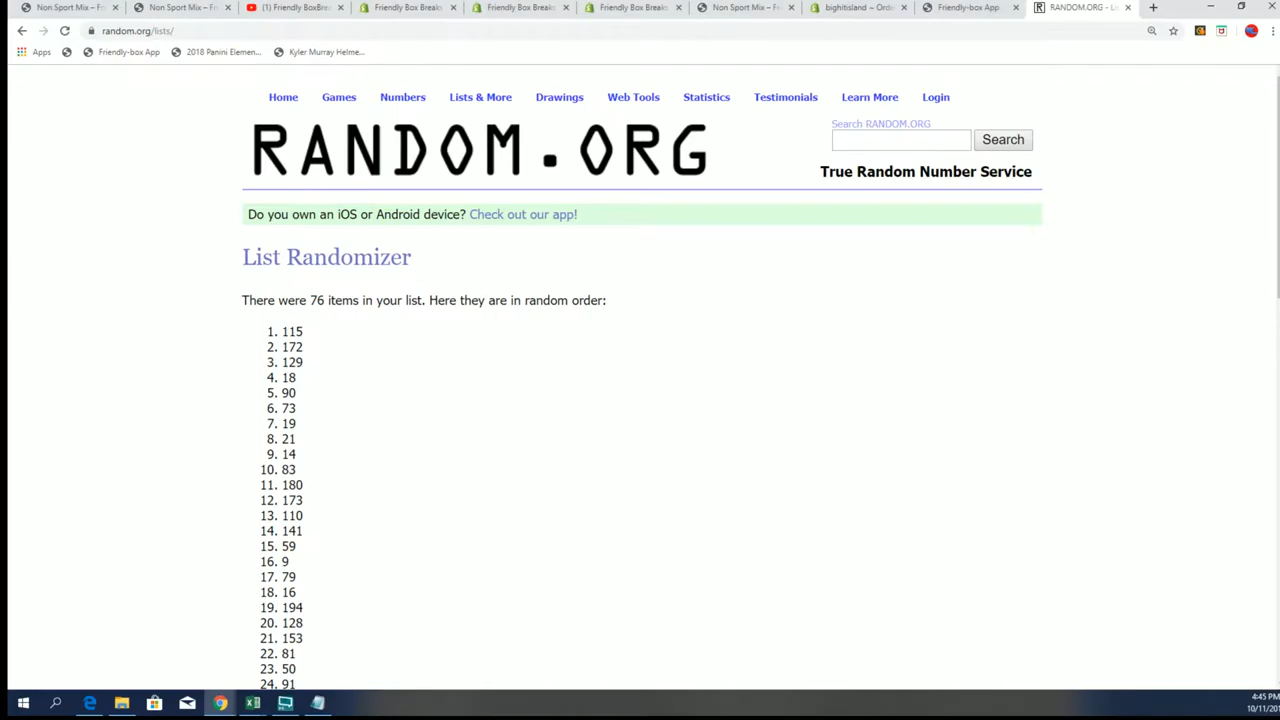 Non Sport Mix – Fr
Non Sport Mix – Fri
(1) Friendly BoxBre
Friendly Box Breaks
Friendly Box Breaks
Friendly Box Breaks
Non Sport Mix – Fr
bighitisland ~ Orde
Friendly-box App
RANDOM.ORG - Li
random.org/lists/
Apps
Friendly-box App
2018 Panini Elemen...
Kyler Murray Helme...
Home
Games
Numbers
Lists & More
Drawings
Web Tools
Statistics
Testimonials
Learn More
Login
RANDOM.ORG
Search RANDOM.ORG
Search
True Random Number Service
Do you own an iOS or Android device? Check out our app!
List Randomizer
There were 76 items in your list. Here they are in random order:
1. 115
2. 172
3. 129
4. 18
5. 90
6. 73
7. 19
8. 21
9. 14
10. 83
11. 180
12. 173
13. 110
14. 141
15. 59
16. 9
17. 79
18. 16
19. 194
20. 128
21. 153
22. 81
23. 50
24. 91
4:45 PM
10/11/201